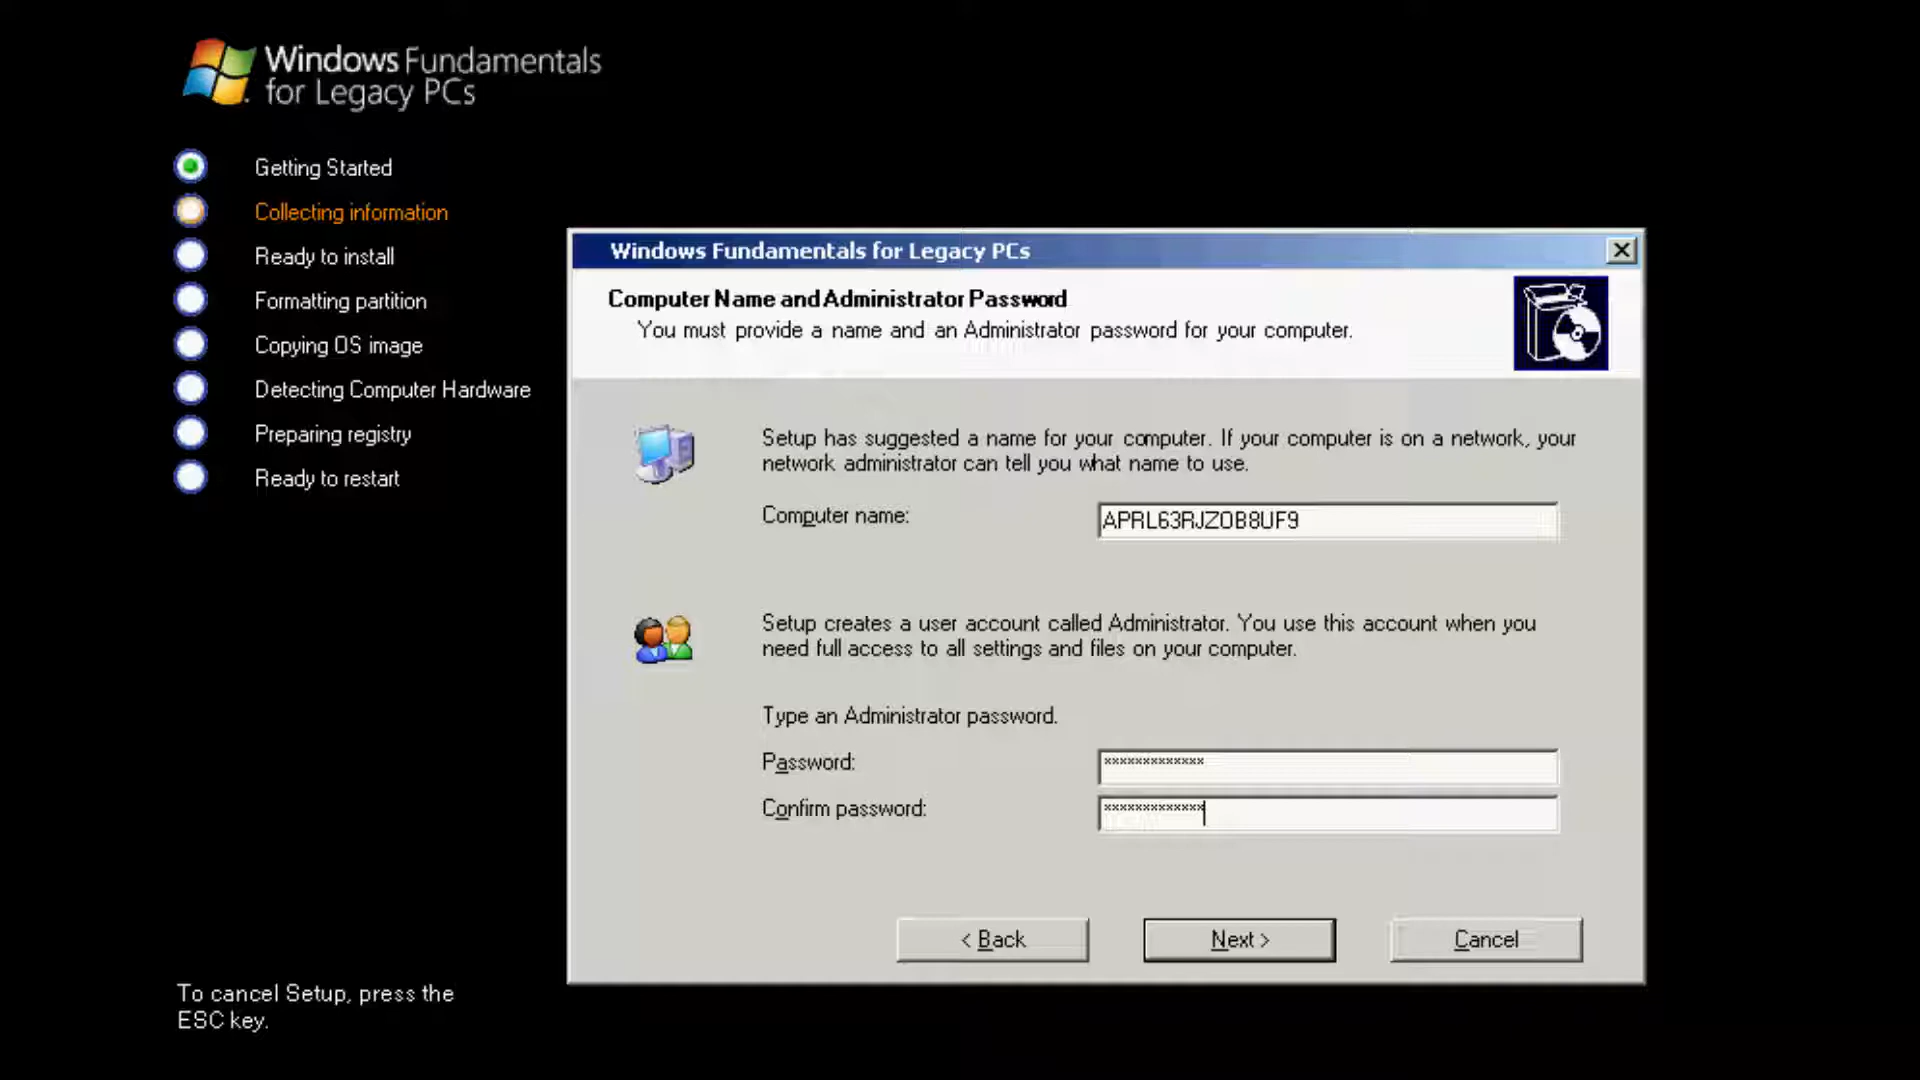 Windows Fundamentals
for Legacy PCs
Getting Started
Collecting information
Ready to install
Formatting partition
Copying OS image
Detecting Computer Hardware
Preparing registry
Ready to restart
Windows Fundamentals for Legacy PCs
Computer Name and Administrator Password
You must provide a name and an Administrator password for your computer.
Setup has suggested a name for your computer. If your computer is on a network, your
network administrator can tell you what name to use.
Computer name:
APRL63RJZOB8UF9
Setup creates a user account called Administrator. You use this account when you
need full access to all settings and files on your computer.
Type an Administrator password.
Password:
*************
Confirm password:
*************
< Back
Next >
Cancel
To cancel Setup, press the
ESC key.